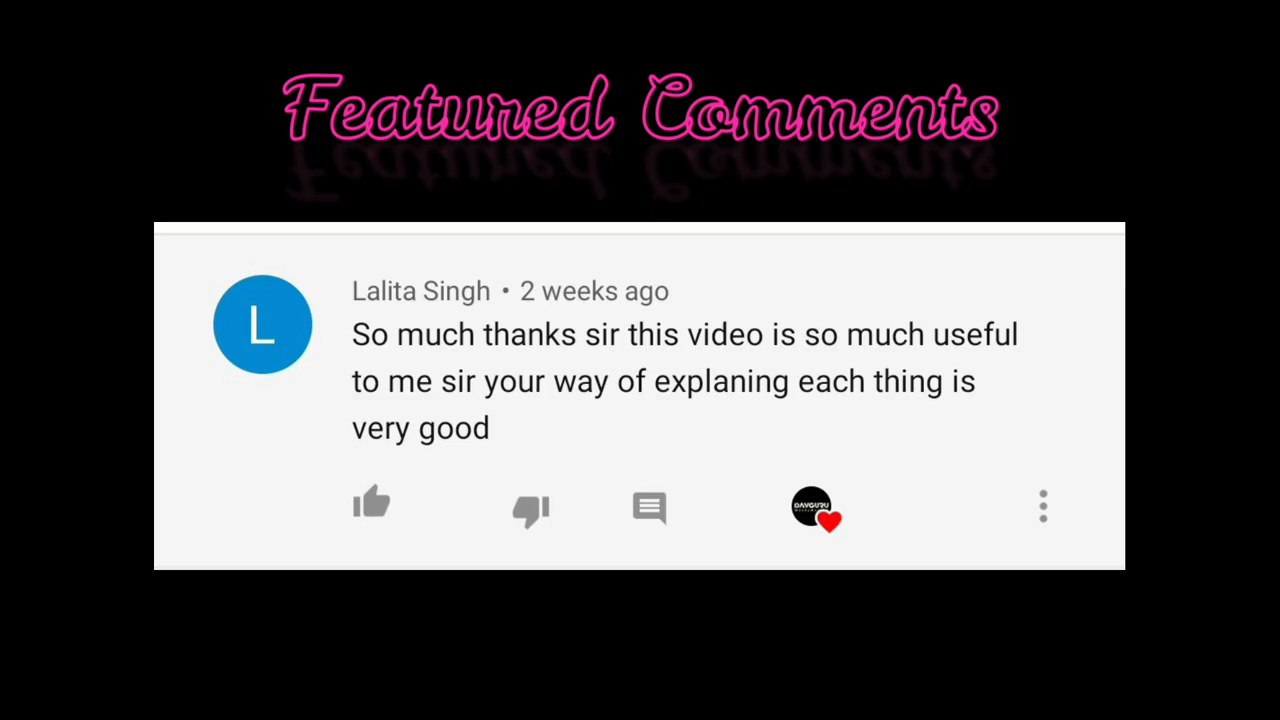 Featured Comments
Lalita Singh • 2 weeks ago
So much thanks sir this video is so much useful
to me sir your way of explaning each thing is
very good
L
DAYGURU